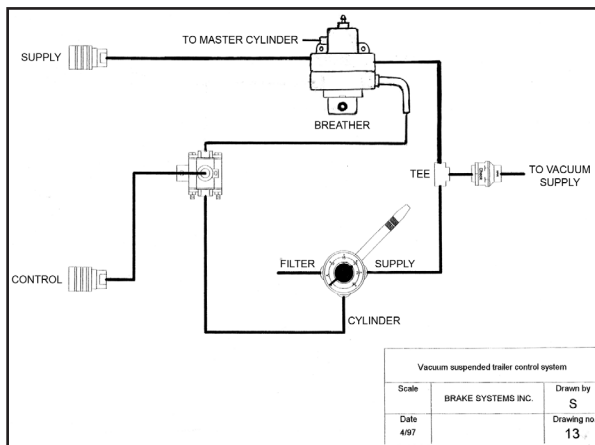 TO MASTER CYLINDER
SUPPLY
BREATHER
TEE
TO VACUUM
SUPPLY
CONTROL
FILTER
SUPPLY
CYLINDER
Vacuum suspended trailer control system
Scale
BRAKE SYSTEMS INC.
Drawn by
S
Date
4/97
Drawing no
13